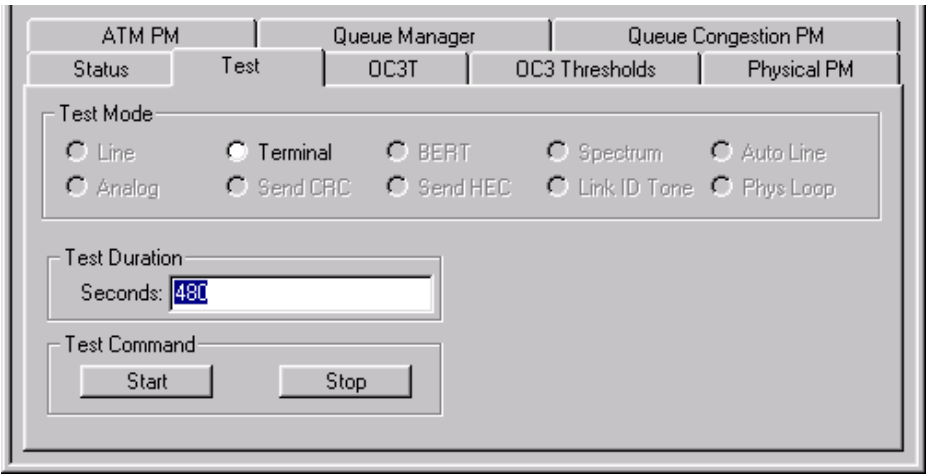 ATM PM Queue Manager Queue Congestion PM
Status Test OC3T OC3 Thresholds Physical PM
Test Mode
Line Terminal BERT Spectrum Auto Line
Analog Send CRC Send HEC Link ID Tone Phys Loop
Test Duration
Seconds: 480
Test Command
Start Stop